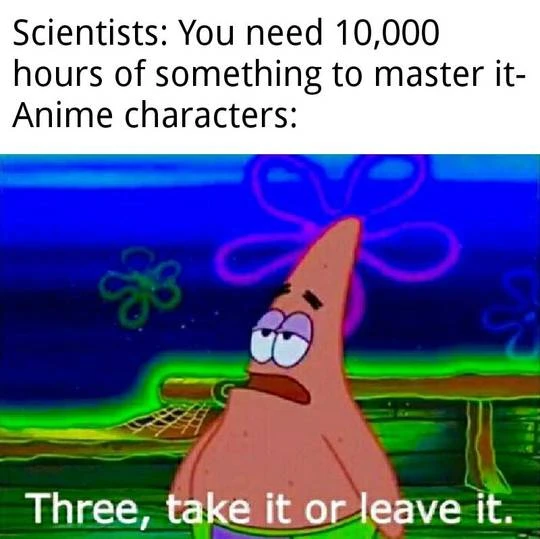 Scientists: You need 10,000
hours of something to master it-
Anime characters:
Three, take it or leave it.